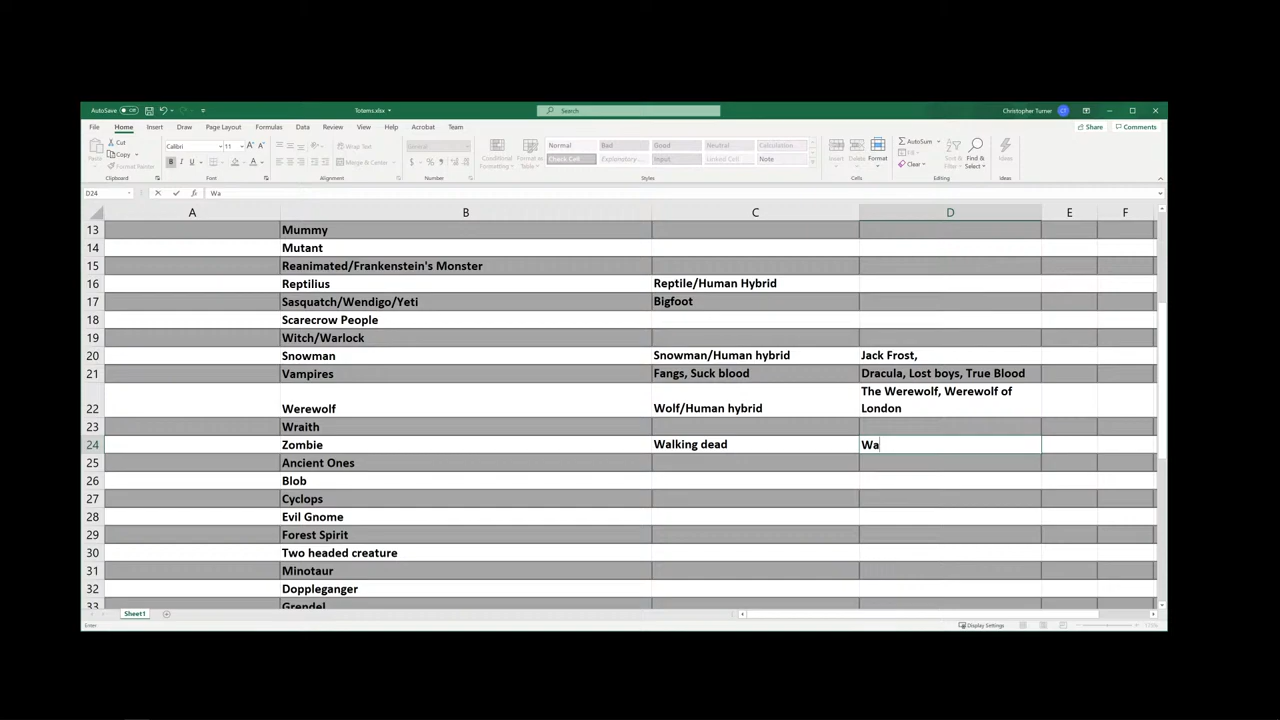 AutoSave Off Totems.xlsx Search Christopher Turner CT
File Home Insert Draw Page Layout Formulas Data Review View Help Acrobat Team Share Comments
Cut
Copy
Format Painter
Paste
Calibri 11
B I U
Wrap Text
Merge & Center
General
$ %
Conditional
Formatting
Format as
Table
Normal Bad Good Neutral Calculation
Check Cell Explanatory... Input Linked Cell Note
Insert Delete Format
AutoSum
Fill
Clear
Sort &
Filter
Find &
Select
Ideas
Clipboard Font Alignment Number Styles Cells Editing Ideas
D24 fx Wa
A B C D E F
13 Mummy
14 Mutant
15 Reanimated/Frankenstein's Monster
16 Reptilius Reptile/Human Hybrid
17 Sasquatch/Wendigo/Yeti Bigfoot
18 Scarecrow People
19 Witch/Warlock
20 Snowman Snowman/Human hybrid Jack Frost,
21 Vampires Fangs, Suck blood Dracula, Lost boys, True Blood
The Werewolf, Werewolf of
22 Werewolf Wolf/Human hybrid London
23 Wraith
24 Zombie Walking dead Wa
25 Ancient Ones
26 Blob
27 Cyclops
28 Evil Gnome
29 Forest Spirit
30 Two headed creature
31 Minotaur
32 Doppleganger
33 Grendel
Sheet1
Enter Display Settings 175%